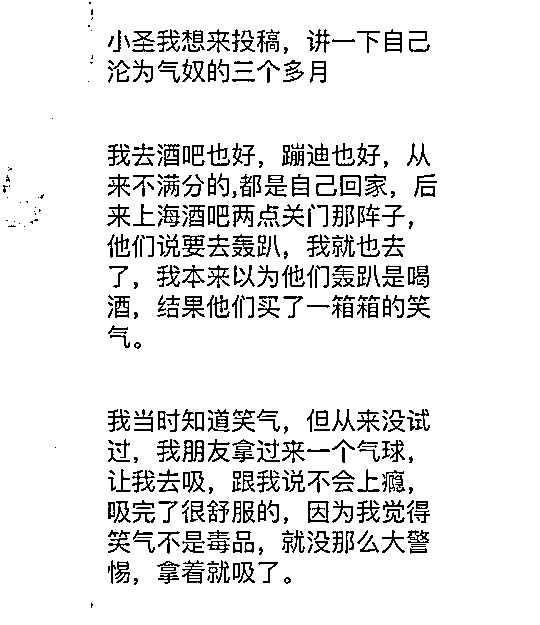 小圣我想来投稿，讲一下自己
沦为气奴的三个多月
我去酒吧也好，蹦迪也好，从
来不满分的,都是自己回家，后
来上海酒吧两点关门那阵子，
他们说要去轰趴，我就也去
了，我本来以为他们轰趴是喝
酒，结果他们买了一箱箱的笑
气。
我当时知道笑气，但从来没试
过，我朋友拿过来一个气球，
让我去吸，跟我说不会上瘾，
吸完了很舒服的，因为我觉得
笑气不是毒品，就没那么大警
惕，拿着就吸了。